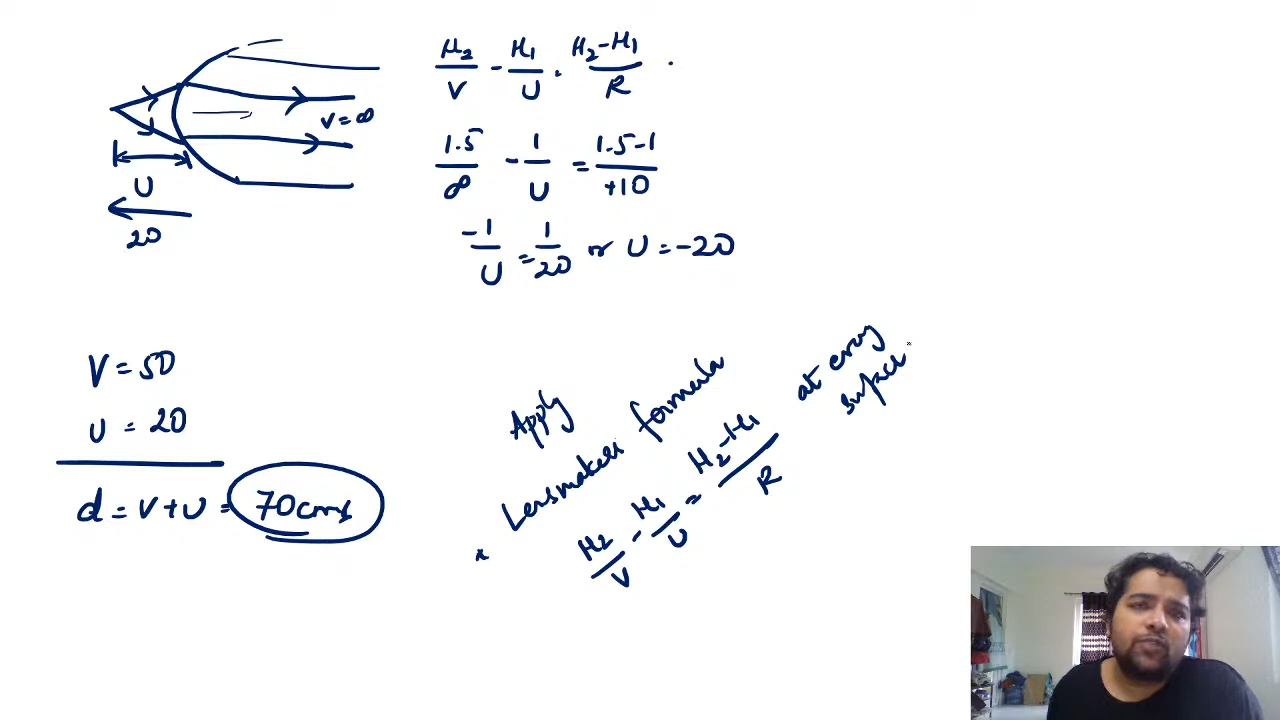 μ₂/V - μ₁/U = μ₂-μ₁/R
V = ∞
1.5/∞ - 1/U = 1.5-1/+10
U
20
-1/U = 1/20 or U = -20
V = 50
U = 20
d = V + U = 70cms
Apply
* Lensmakers formula
μ₂/V - μ₁/U = μ₂-μ₁/R
at every
surface